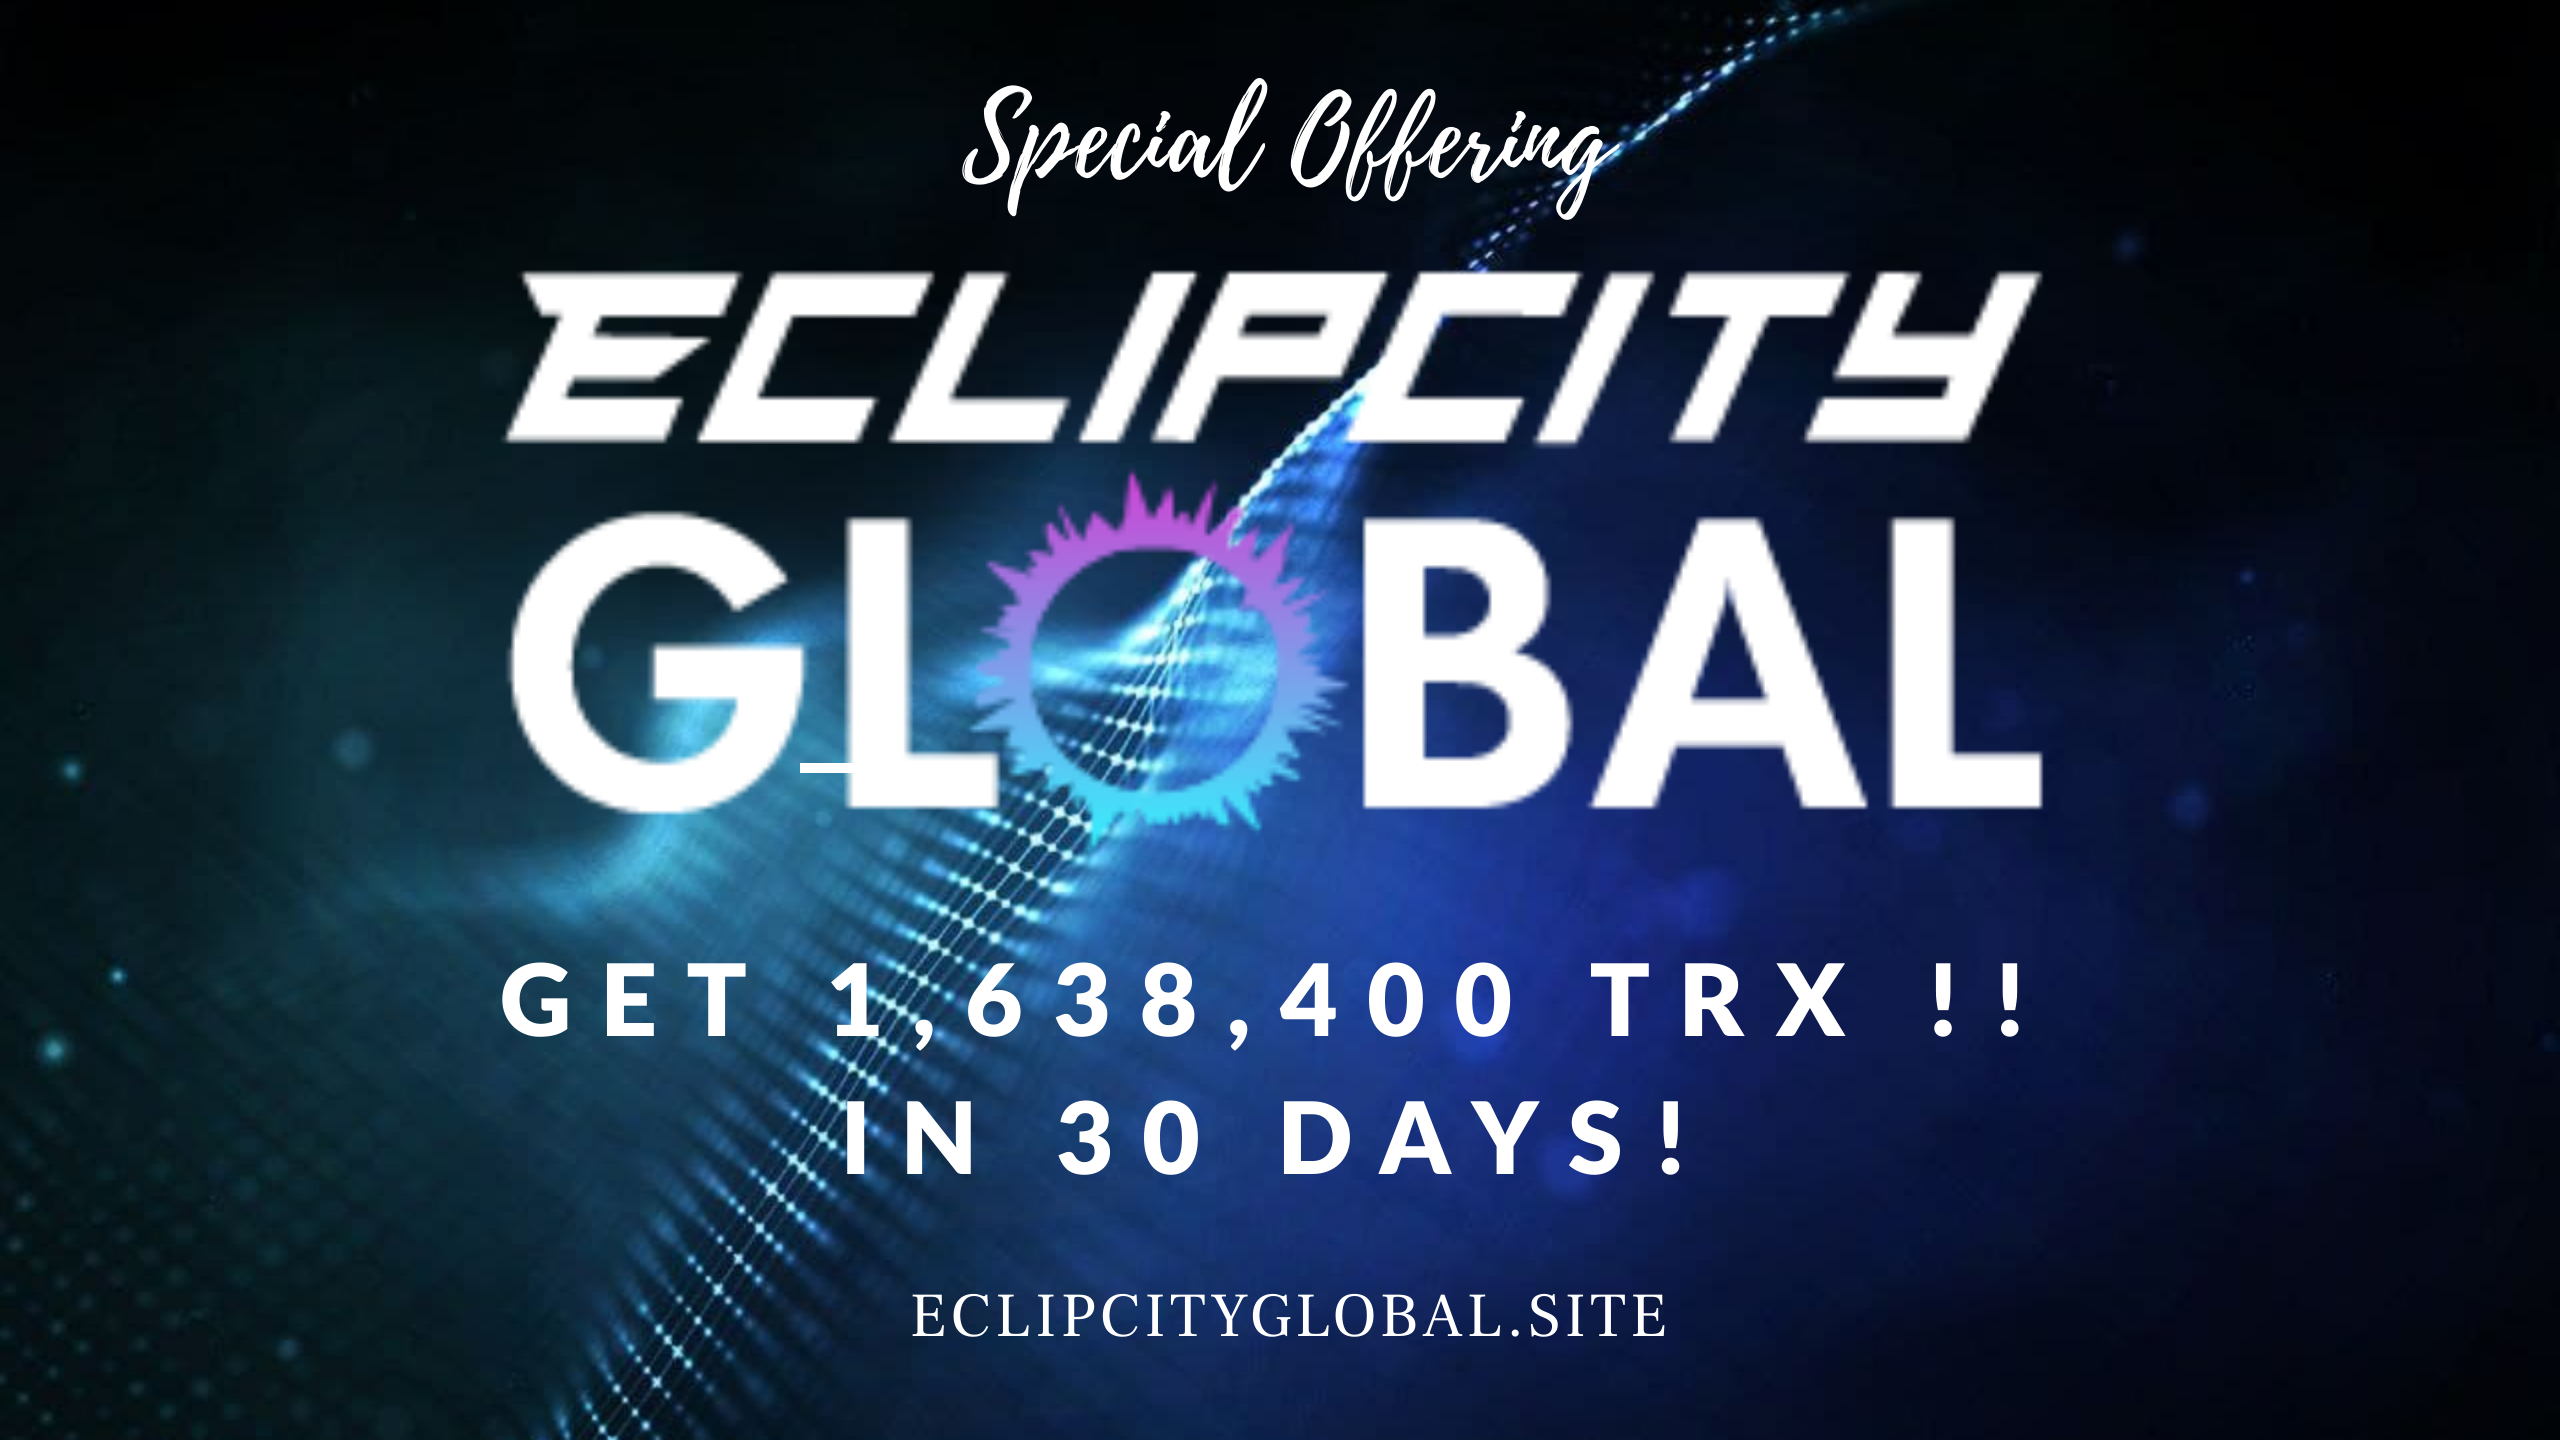 Special Offering
ECLIPCITY
GLOBAL
GET 1,638,400 TRX !!
IN 30 DAYS!
ECLIPCITYGLOBAL.SITE